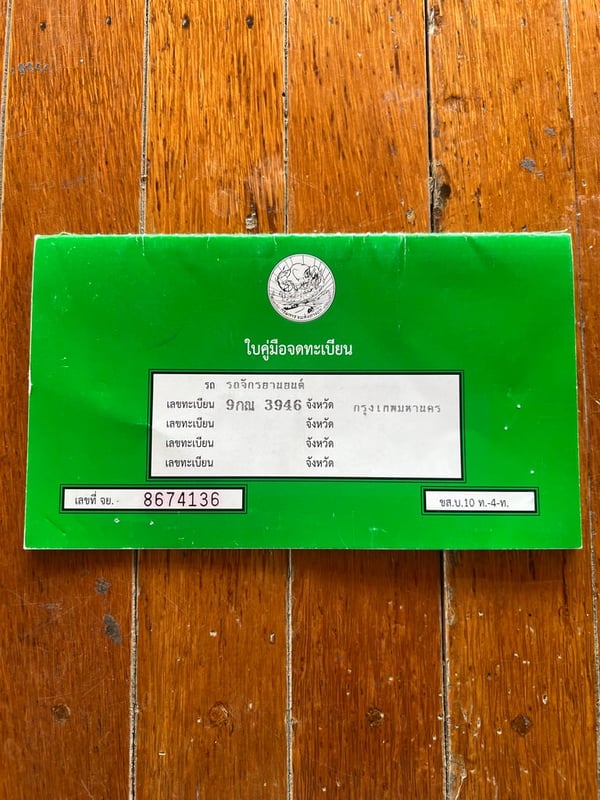 ใบคู่มือจดทะเบียน
รถ รถจักรยานยนต์
เลขทะเบียน 9กณ 3946 จังหวัด กรุงเทพมหานคร
เลขทะเบียน จังหวัด
เลขทะเบียน จังหวัด
เลขทะเบียน จังหวัด
เลขที่ จย. 8674136
ขส.บ.10 ท.-4-ท.